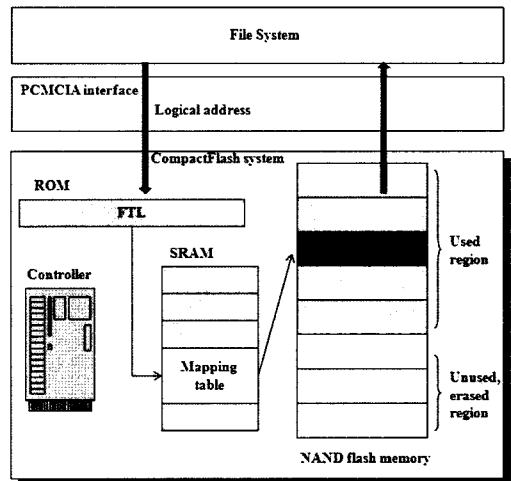 File System
PCMCIA interface
Logical address
CompactFlash system
ROM
FTL
SRAM
Controller
Mapping
table
Used
region
Unused,
erased
region
NAND flash memory